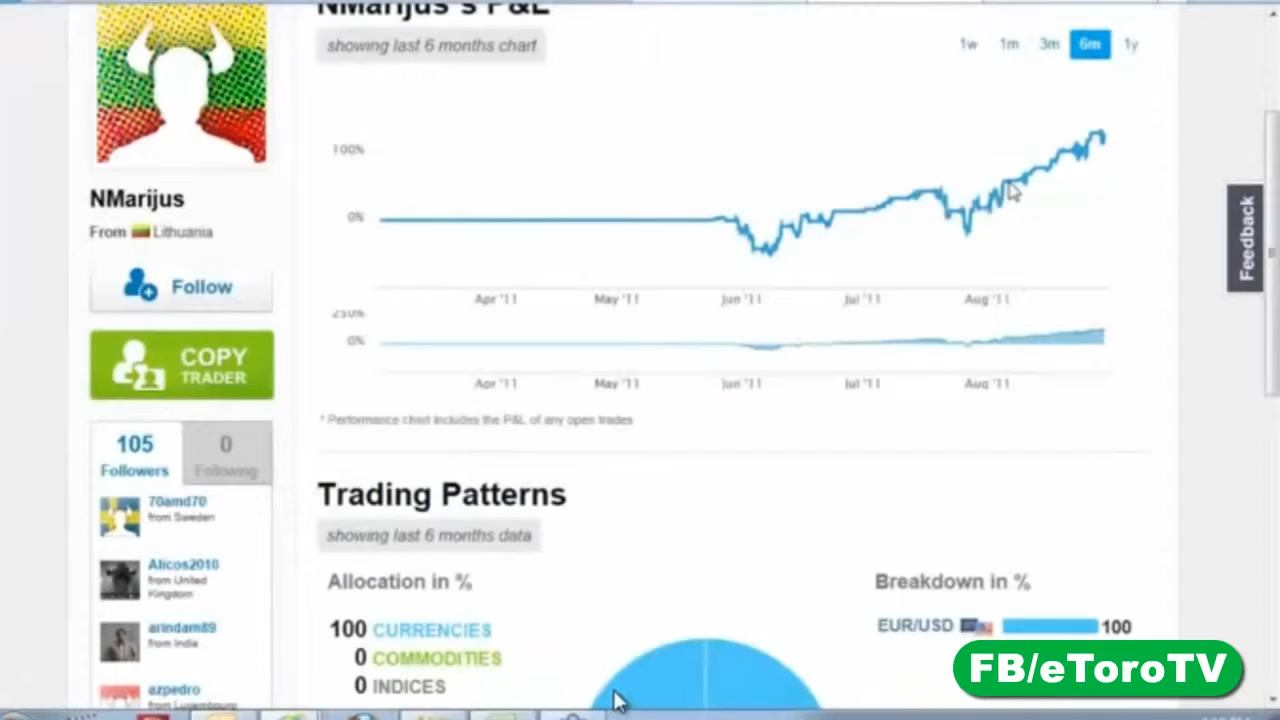 NMarijus's P&L
showing last 6 months chart
1w 1m 3m 6m 1y
100%
0%
Apr '11 May '11 Jun '11 Jul '11 Aug '11
250%
0%
Apr '11 May '11 Jun '11 Jul '11 Aug '11
* Performance chart includes the P&L of any open trades
NMarijus
From Lithuania
Follow
COPY
TRADER
105
Followers
0
Following
70amd70
from Sweden
Alicos2010
from United
Kingdom
arindam89
from India
azpedro
from Luxembourg
Trading Patterns
showing last 6 months data
Allocation in %
100 CURRENCIES
0 COMMODITIES
0 INDICES
Breakdown in %
EUR/USD 100
Feedback
FB/eToroTV